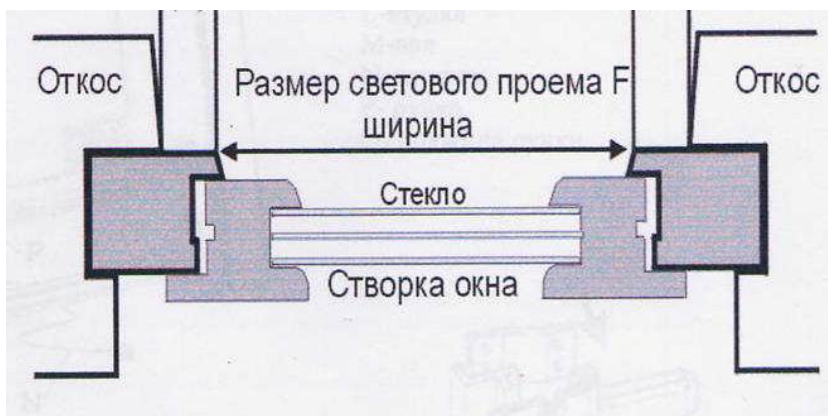 Откос
Размер светового проема F
ширина
Откос
Стекло
Створка окна